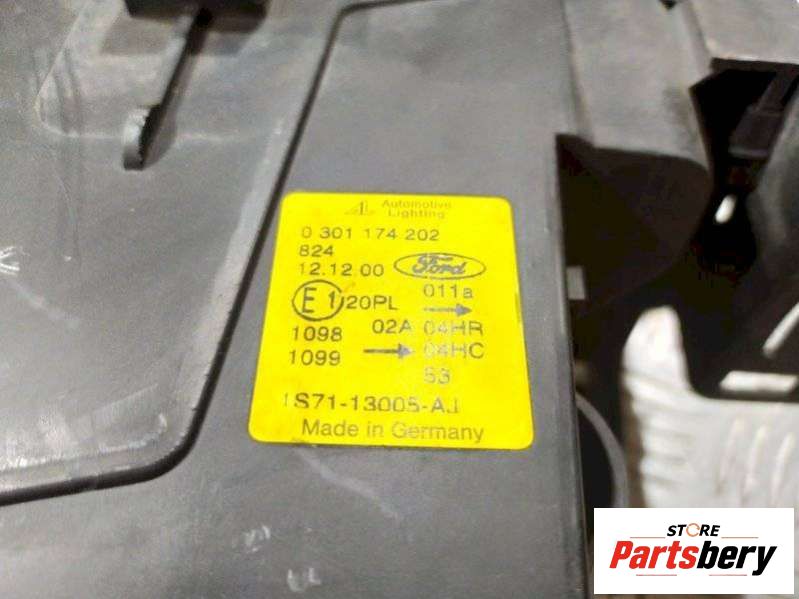 AL Automotive
Lighting
0 301 174 202
824
12.12.00 Ford
E1 20PL 011a
1098 02A 04HR
1099 04HC
53
1S71-13005-AJ
Made in Germany
STORE
Partsbery